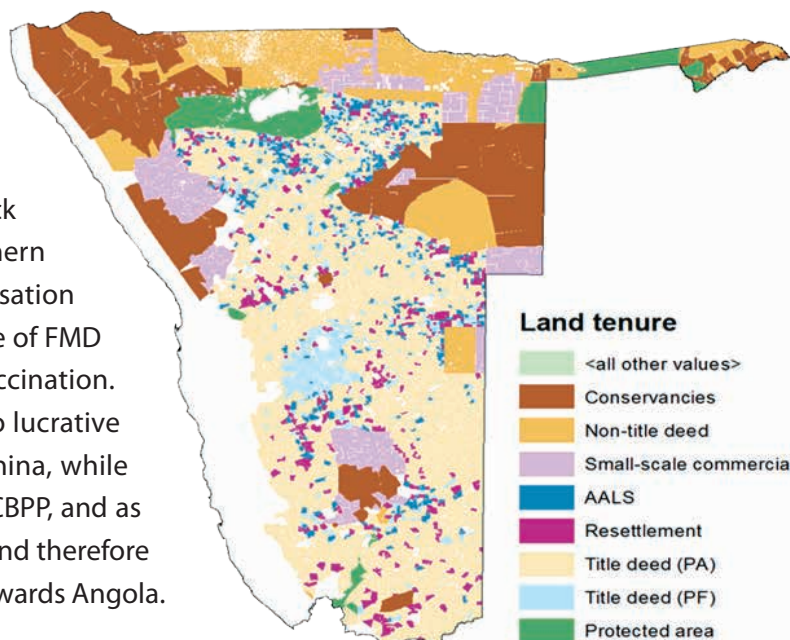 ck
hern
sation
e of FMD
ccination.
o lucrative
hina, while
CBPP, and as
nd therefore
wards Angola.
Land tenure
<all other values>
Conservancies
Non-title deed
Small-scale commercia
AALS
Resettlement
Title deed (PA)
Title deed (PF)
Protected area